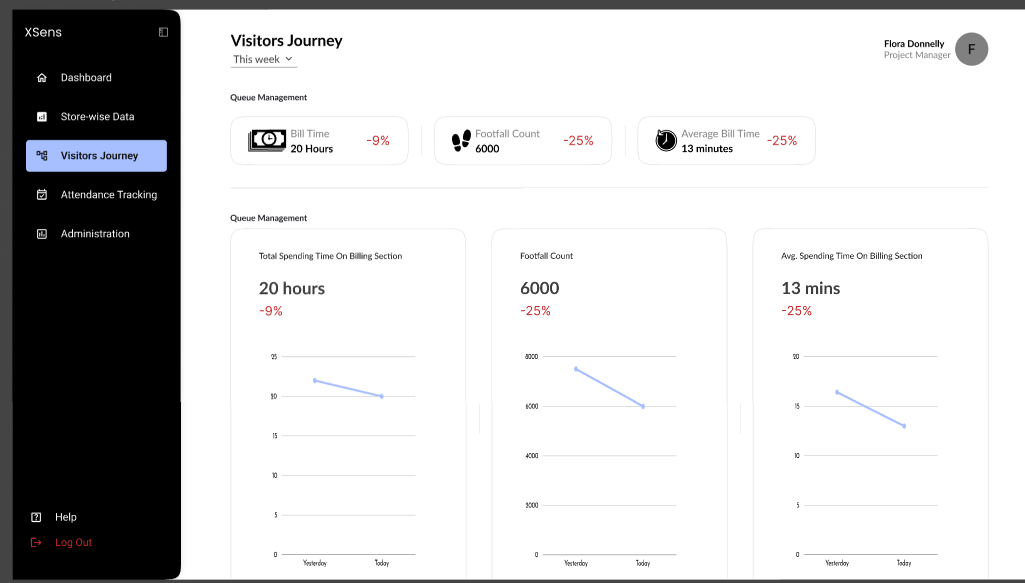 XSens
Dashboard
Store-wise Data
Visitors Journey
Attendance Tracking
Administration
Help
Log Out
Visitors Journey
This week
Flora Donnelly
Project Manager
F
Queue Management
Bill Time
20 Hours
-9%
Footfall Count
6000
-25%
Average Bill Time
13 minutes
-25%
Queue Management
Total Spending Time On Billing Section
20 hours
-9%
25
20
15
10
5
0
Yesterday
Today
Footfall Count
6000
-25%
8000
6000
4000
2000
0
Yesterday
Today
Avg. Spending Time On Billing Section
13 mins
-25%
20
15
10
5
0
Yesterday
Today